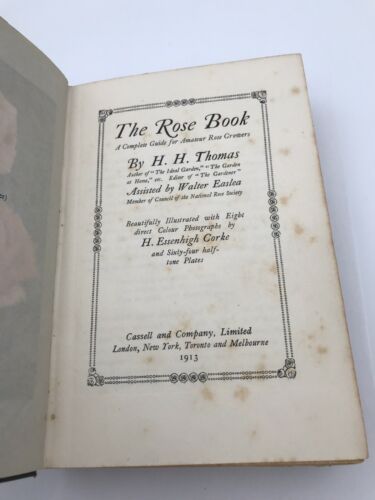 The Rose Book
A Complete Guide for Amateur Rose Growers
By H. H. Thomas
Author of "The Ideal Garden," "The Garden
at Home," etc. Editor of "The Gardener"
Assisted by Walter Easlea
Member of Council of the National Rose Society
Beautifully Illustrated with Eight
direct Colour Photographs by
H. Essenhigh Corke
and Sixty-four half-
tone Plates
Cassell and Company, Limited
London, New York, Toronto and Melbourne
1913